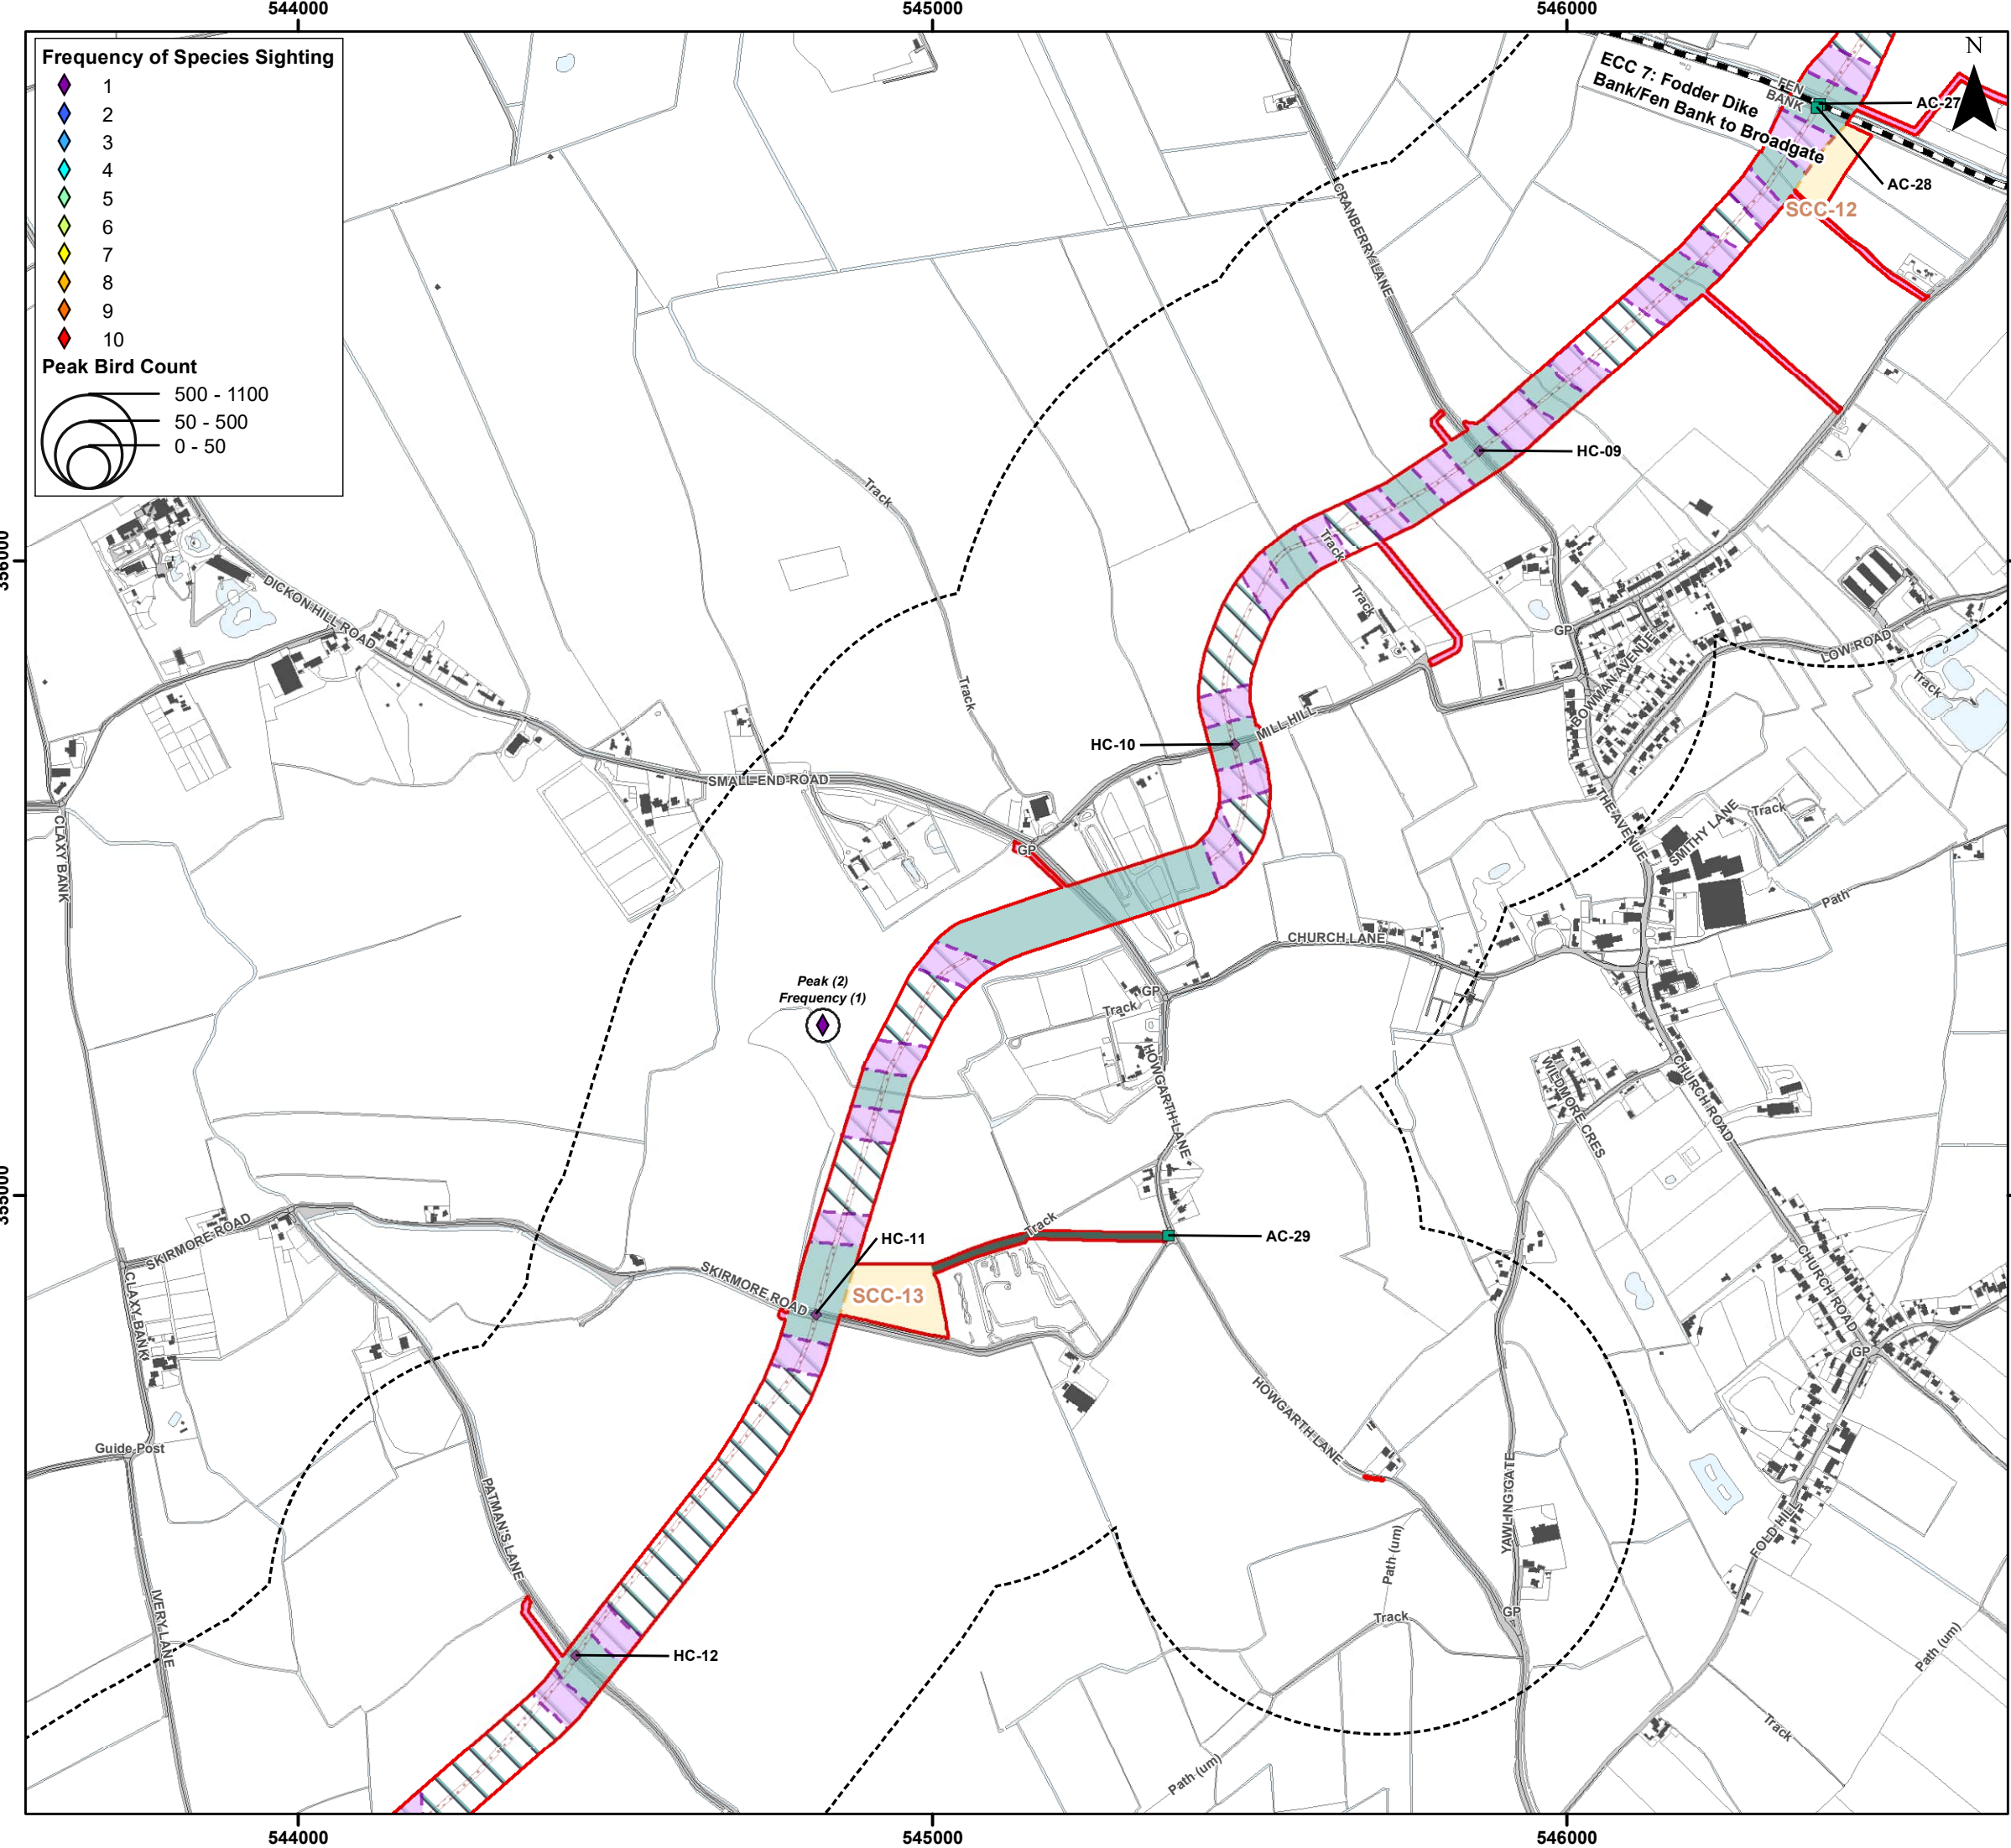 544000
545000
546000
Frequency of Species Sighting
1
2
3
4
5
6
7
8
9
10
Peak Bird Count
500 - 1100
50 - 500
0 - 50
N
ECC 7: Fodder Dike
Bank/Fen Bank to Broadgate
FEN
BANK
AC-27
AC-28
SCC-12
CRANBERRY LANE
HC-09
Track
Track
Track
DICKON HILL ROAD
GP
BOWMAN AVENUE
LOW ROAD
Track
Track
MILL HILL
HC-10
SMALL END ROAD
THE AVENUE
SMITHY LANE
Track
CLAXY BANK
GP
Path
CHURCH LANE
Peak (2)
Frequency (1)
GP
Track
HOWGARTH LANE
WILDMORE CRES
CHURCH ROAD
SKIRMORE ROAD
Track
AC-29
HC-11
SKIRMORE ROAD
SCC-13
CLAXY BANK
CHURCH ROAD
GP
HOWGARTH LANE
Guide Post
PATMAN'S LANE
YAWLING GATE
FOLD HILL
Path (um)
IVERY LANE
GP
Track
HC-12
Path (um)
Track
Path (um)
544000
545000
546000